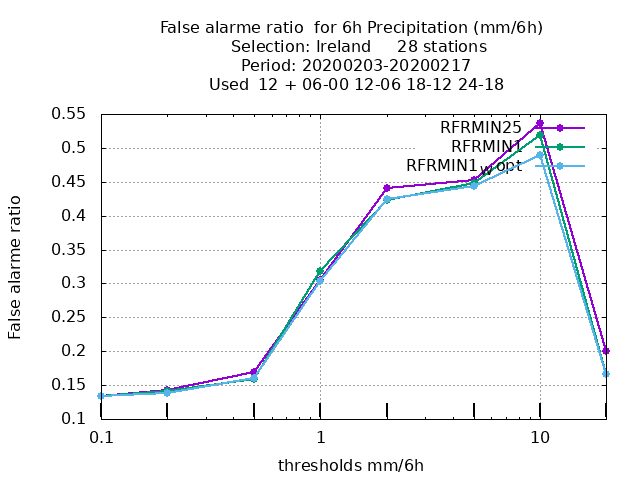 False alarme ratio  for 6h Precipitation (mm/6h)
Selection: Ireland     28 stations
Period: 20200203-20200217
Used  12 + 06-00 12-06 18-12 24-18
RFRMIN25
RFRMIN1
RFRMIN1wopt
False alarme ratio
0.55
0.5
0.45
0.4
0.35
0.3
0.25
0.2
0.15
0.1
0.1
1
10
thresholds mm/6h